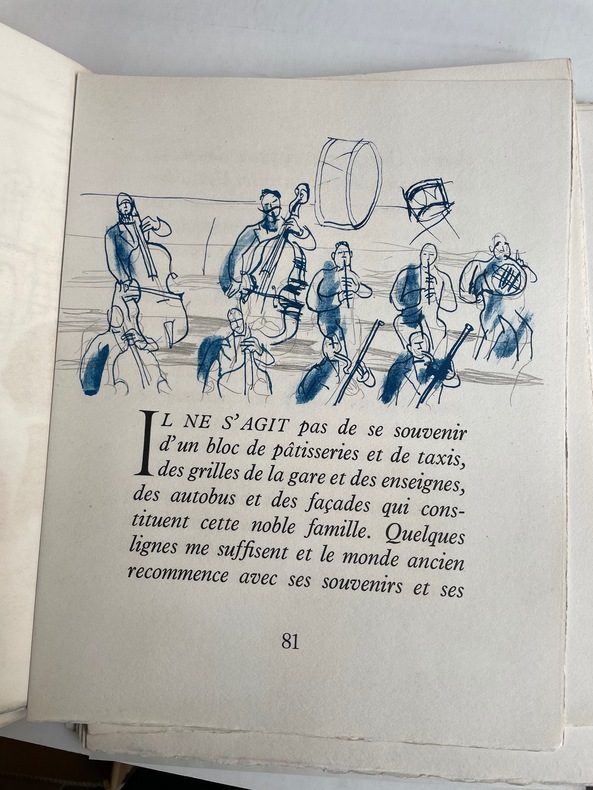 IL NE S'AGIT pas de se souvenir
d'un bloc de pâtisseries et de taxis,
des grilles de la gare et des enseignes,
des autobus et des façades qui cons-
tituent cette noble famille. Quelques
lignes me suffisent et le monde ancien
recommence avec ses souvenirs et ses
81